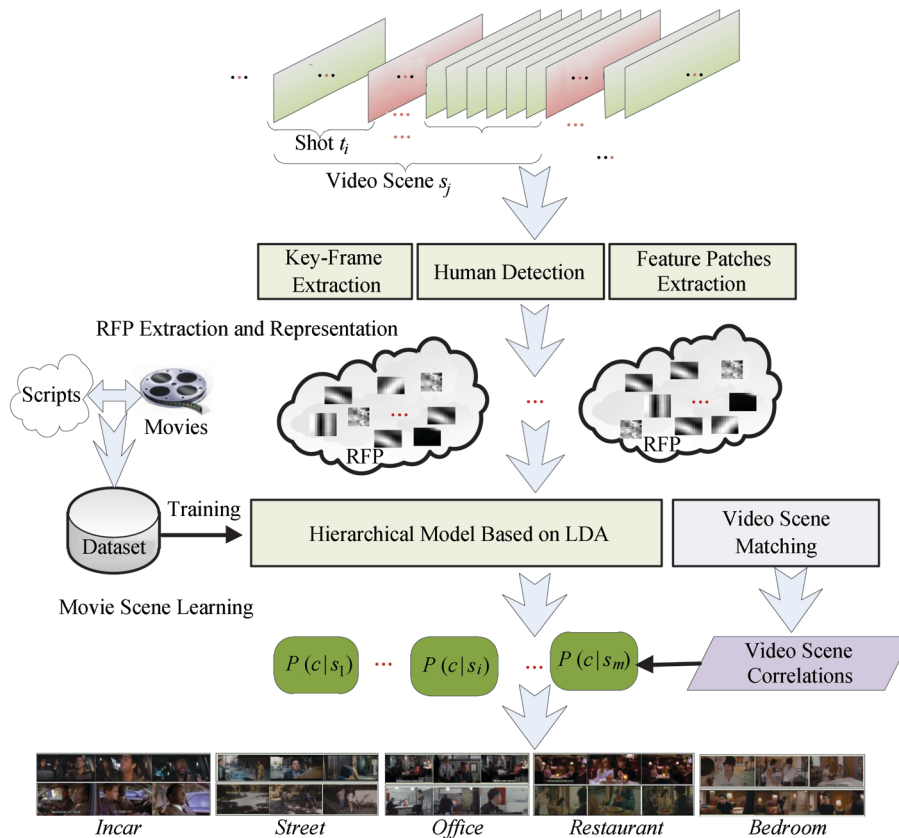 Shot t_i
Video Scene s_j
Key-Frame
Extraction
Human Detection
Feature Patches
Extraction
RFP Extraction and Representation
Scripts
Movies
RFP
RFP
Training
Dataset
Hierarchical Model Based on LDA
Video Scene
Matching
Movie Scene Learning
P (c|s_1)
P (c|s_i)
P (c|s_m)
Video Scene
Correlations
Incar
Street
Office
Restaurant
Bedroom